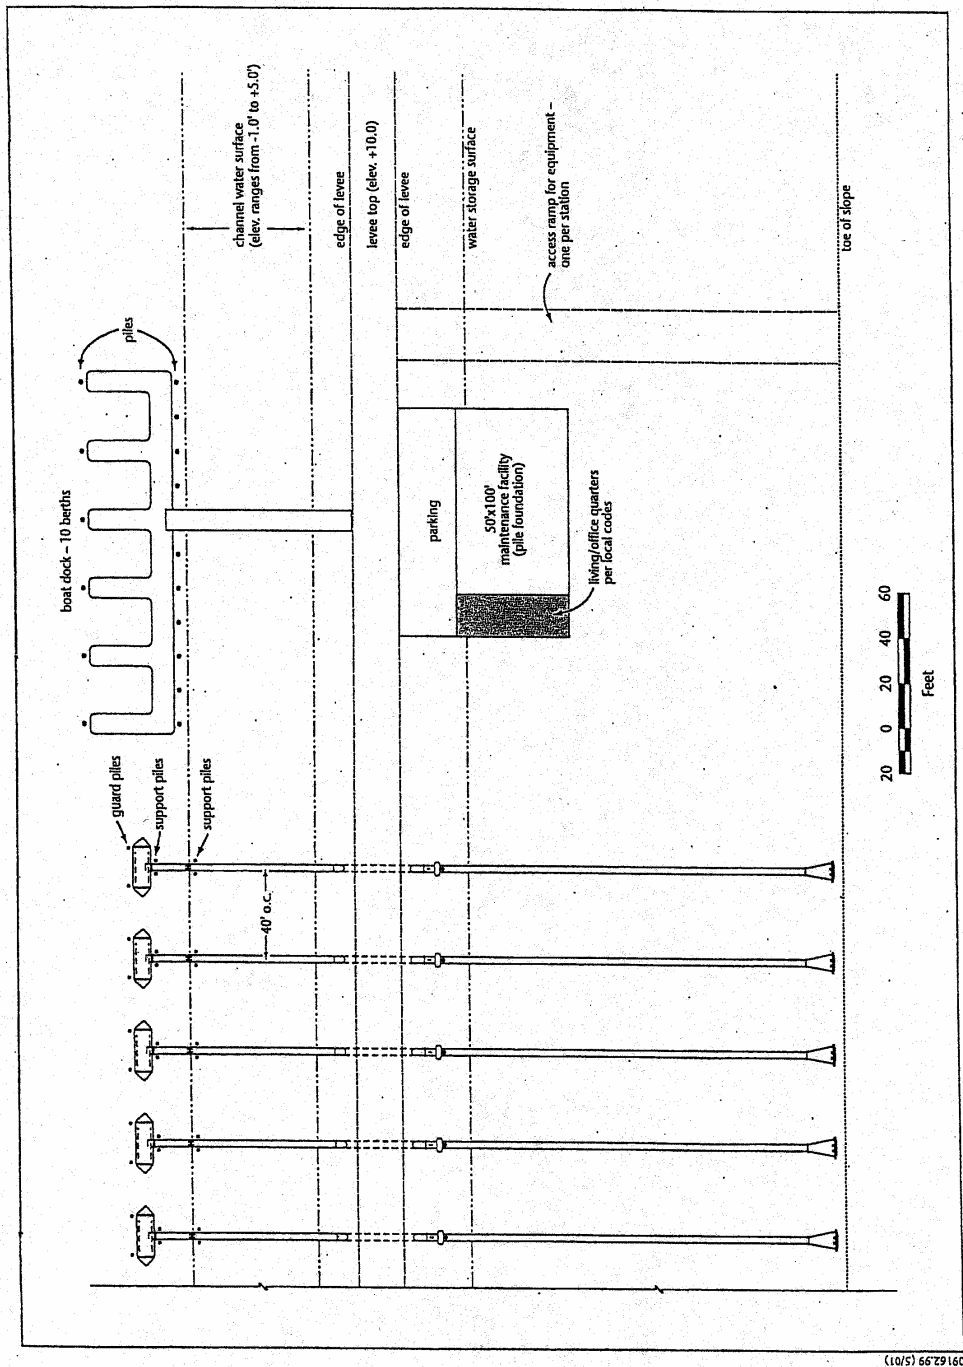 boat dock – 10 berths
piles
channel water surface
(elev. ranges from -1.0' to +5.0')
edge of levee
levee top (elev. +10.0)
edge of levee
water storage surface
access ramp for equipment –
one per station
toe of slope
parking
50'x100'
maintenance facility
(pile foundation)
living/office quarters
per local codes
guard piles
support piles
support piles
40' o.c.
20 0 20 40 60
Feet
09162.99 (5/01)